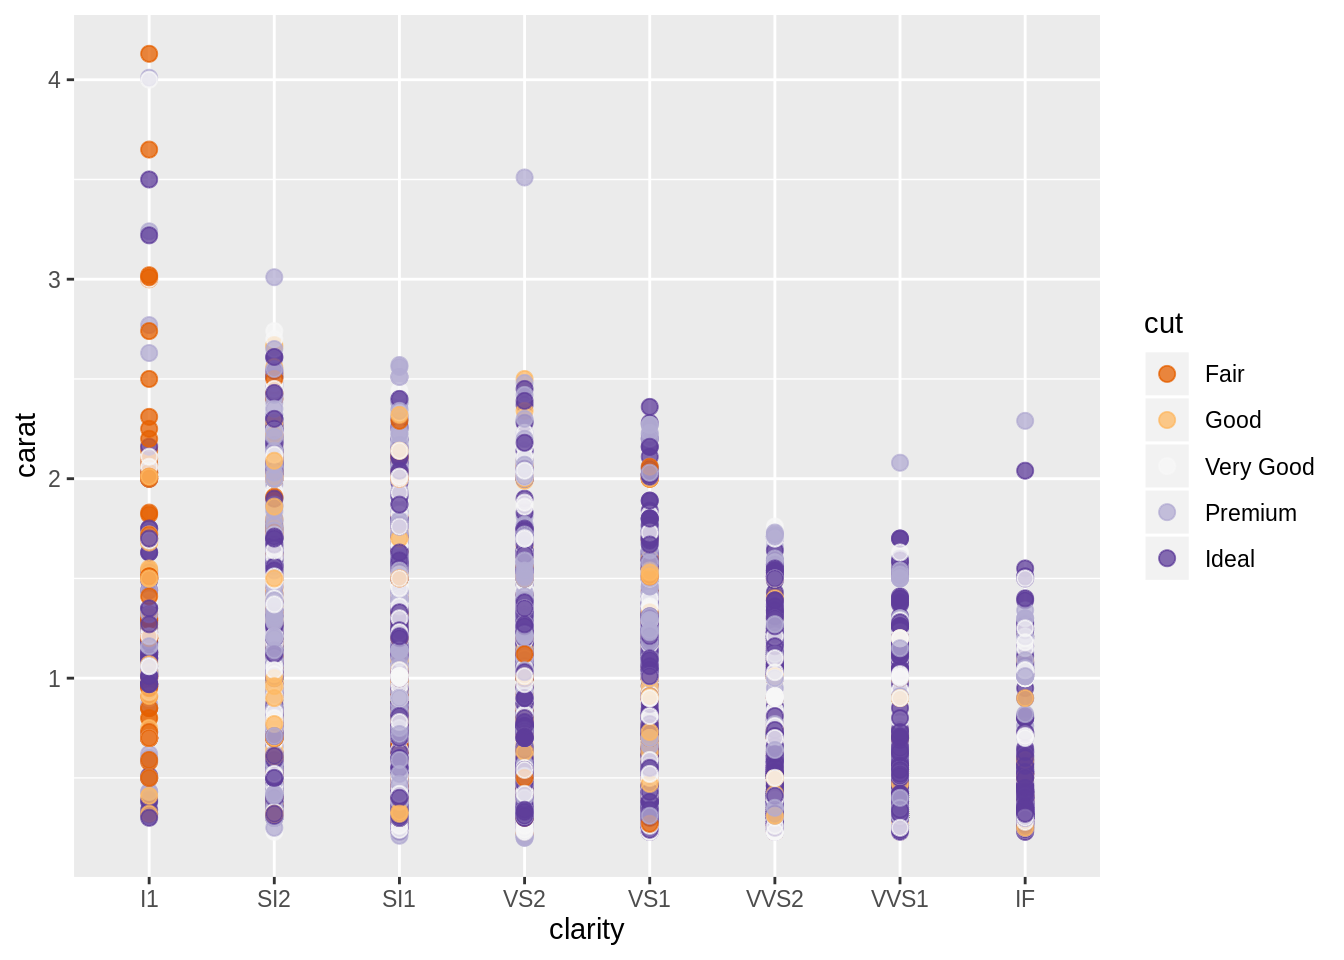 4
3
2
1
carat
I1 SI2 SI1 VS2 VS1 VVS2 VVS1 IF
clarity
cut
Fair
Good
Very Good
Premium
Ideal